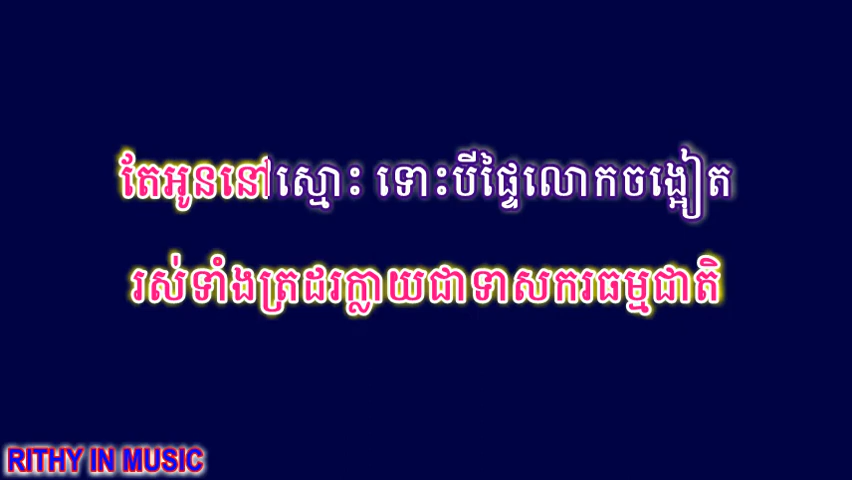 តែអូននៅស្មោះ ទោះបីផ្ទៃលោកចង្អៀត
រស់ទាំងត្រដរក្លាយជាទាសករធម្មជាតិ
RITHY IN MUSIC